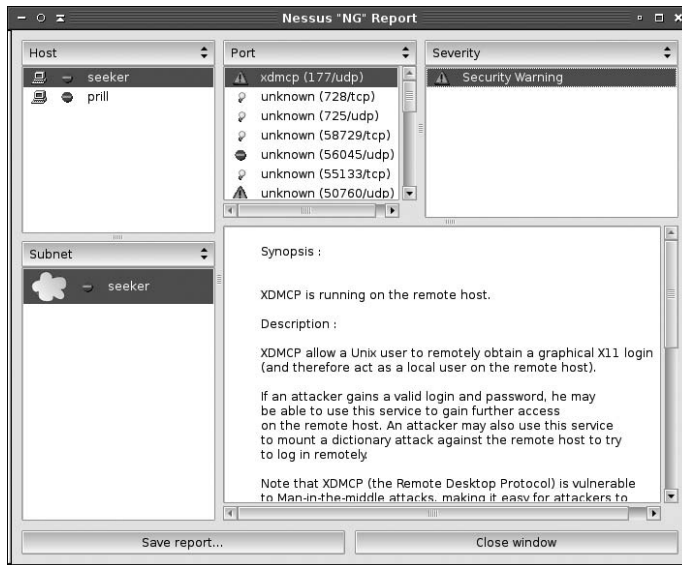 Nessus "NG" Report
Host
seeker
prill
Port
xdmcp (177/udp)
unknown (728/tcp)
unknown (725/udp)
unknown (58729/tcp)
unknown (56045/udp)
unknown (55133/tcp)
unknown (50760/udp)
Severity
Security Warning
Subnet
seeker
Synopsis :
XDMCP is running on the remote host.
Description :
XDMCP allow a Unix user to remotely obtain a graphical X11 login
(and therefore act as a local user on the remote host).
If an attacker gains a valid login and password, he may
be able to use this service to gain further access
on the remote host. An attacker may also use this service
to mount a dictionary attack against the remote host to try
to log in remotely.
Note that XDMCP (the Remote Desktop Protocol) is vulnerable
to Man-in-the-middle attacks, making it easy for attackers to
Save report...
Close window